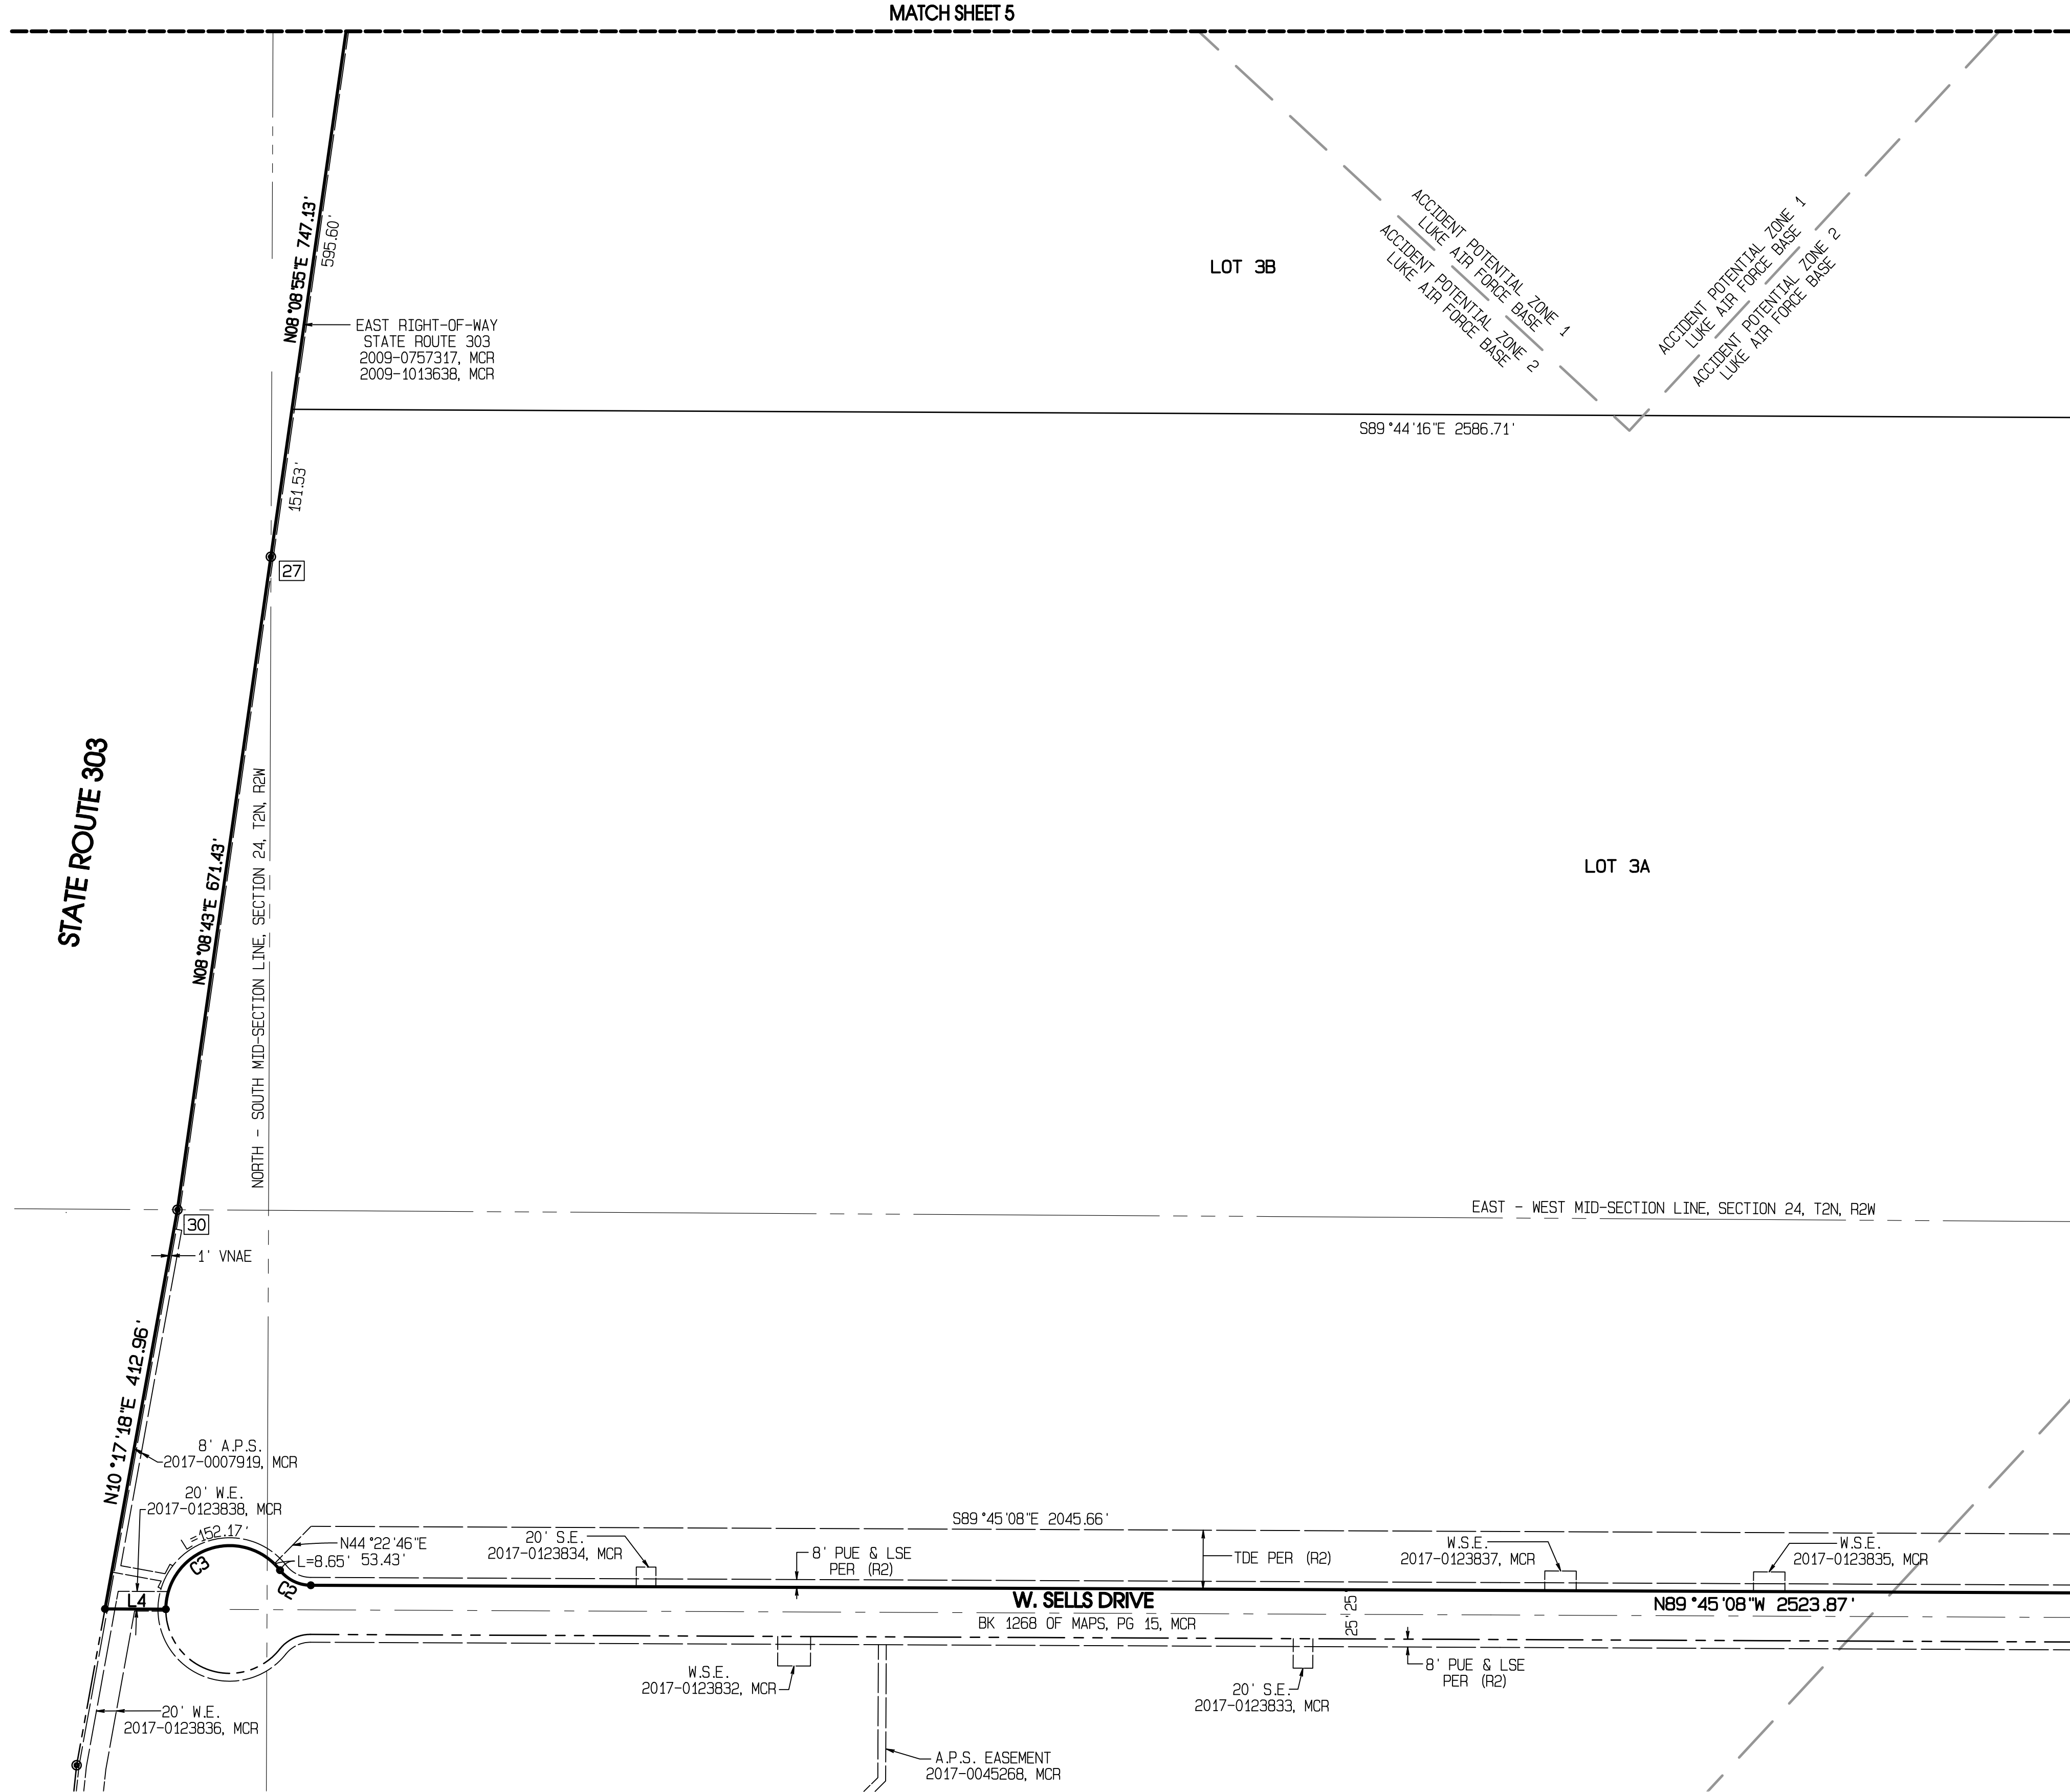 MATCH SHEET 5
N08°08'55"E 747.13'
595.60'
EAST RIGHT-OF-WAY
STATE ROUTE 303
2009-0757317, MCR
2009-1013638, MCR
LOT 3B
ACCIDENT POTENTIAL ZONE 1
LUKE AIR FORCE BASE
ACCIDENT POTENTIAL ZONE 2
LUKE AIR FORCE BASE
ACCIDENT POTENTIAL ZONE 1
LUKE AIR FORCE BASE
ACCIDENT POTENTIAL ZONE 2
LUKE AIR FORCE BASE
S89°44'16"E 2586.71'
151.53'
27
STATE ROUTE 303
N08°08'43"E 671.43'
NORTH - SOUTH MID-SECTION LINE, SECTION 24, T2N, R2W
LOT 3A
EAST - WEST MID-SECTION LINE, SECTION 24, T2N, R2W
30
1' VNAE
N10°17'18"E 412.96'
8' A.P.S.
2017-0007919, MCR
20' W.E.
2017-0123838, MCR
L=152.17'
C3
N44°22'46"E
53.43'
L=8.65'
C3
L4
20' S.E.
2017-0123834, MCR
8' PUE & LSE
PER (R2)
S89°45'08"E 2045.66'
TDE PER (R2)
W.S.E.
2017-0123837, MCR
W.S.E.
2017-0123835, MCR
W. SELLS DRIVE
BK 1268 OF MAPS, PG 15, MCR
25' 25'
N89°45'08"W 2523.87'
W.S.E.
2017-0123832, MCR
20' S.E.
2017-0123833, MCR
8' PUE & LSE
PER (R2)
20' W.E.
2017-0123836, MCR
A.P.S. EASEMENT
2017-0045268, MCR